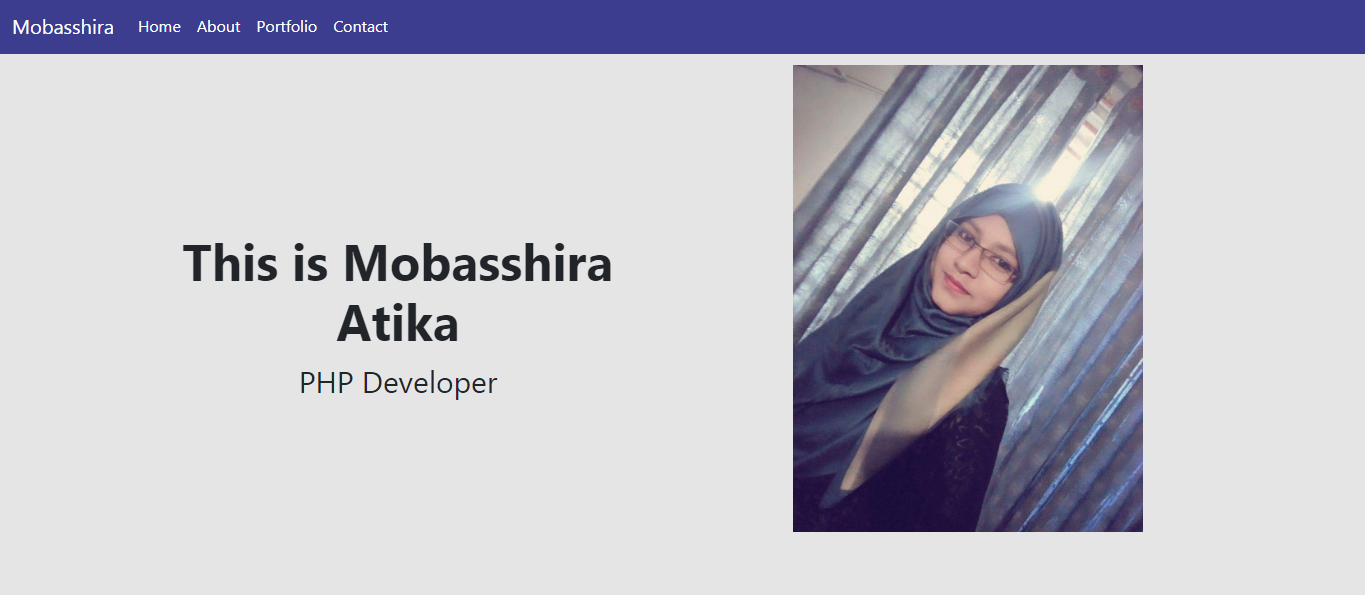 Mobasshira Home About Portfolio Contact
This is Mobasshira
Atika
PHP Developer